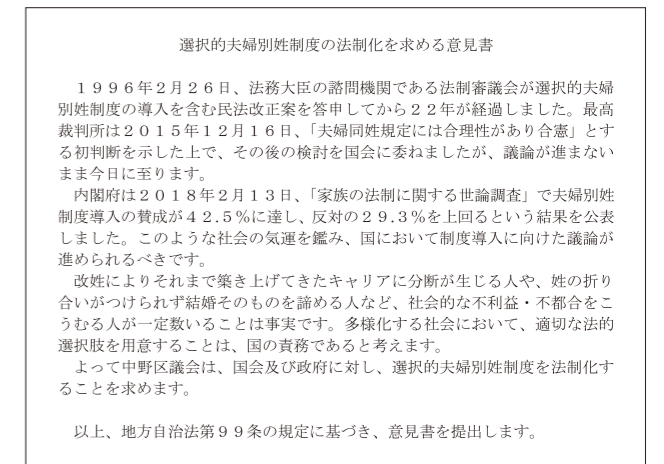 選択的夫婦別姓制度の法制化を求める意見書
　１９９６年２月２６日、法務大臣の諮問機関である法制審議会が選択的夫婦
別姓制度の導入を含む民法改正案を答申してから２２年が経過しました。最高
裁判所は２０１５年１２月１６日、「夫婦同姓規定には合理性があり合憲」とす
る初判断を示した上で、その後の検討を国会に委ねましたが、議論が進まない
まま今日に至ります。
　内閣府は２０１８年２月１３日、「家族の法制に関する世論調査」で夫婦別姓
制度導入の賛成が４２.５％に達し、反対の２９.３％を上回るという結果を公表
しました。このような社会の気運を鑑み、国において制度導入に向けた議論が
進められるべきです。
　改姓によりそれまで築き上げてきたキャリアに分断が生じる人や、姓の折り
合いがつけられず結婚そのものを諦める人など、社会的な不利益・不都合をこ
うむる人が一定数いることは事実です。多様化する社会において、適切な法的
選択肢を用意することは、国の責務であると考えます。
　よって中野区議会は、国会及び政府に対し、選択的夫婦別姓制度を法制化す
ることを求めます。
　以上、地方自治法第９９条の規定に基づき、意見書を提出します。